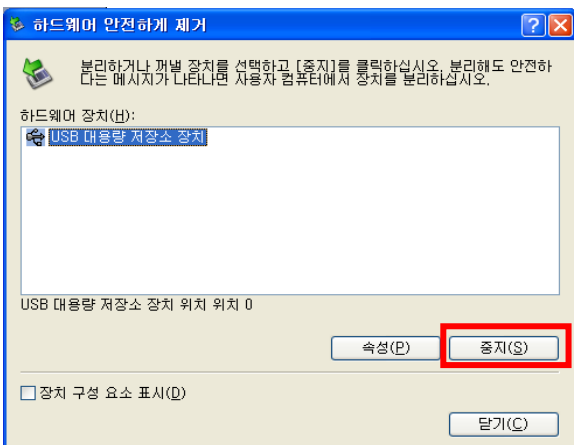 하드웨어 안전하게 제거
분리하거나 꺼낼 장치를 선택하고 [중지]를 클릭하십시오. 분리해도 안전하
다는 메시지가 나타나면 사용자 컴퓨터에서 장치를 분리하십시오.
하드웨어 장치(H):
USB 대용량 저장소 장치
USB 대용량 저장소 장치 위치 위치 0
속성(P) 중지(S)
장치 구성 요소 표시(D)
닫기(C)